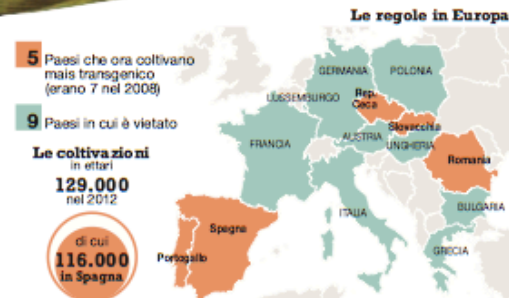 Le regole in Europa
5 Paesi che ora coltivano
mais transgenico
(erano 7 nel 2008)
9 Paesi in cui è vietato
Le coltivazioni
in ettari
129.000
nel 2012
di cui
116.000
in Spagna
GERMANIA
POLONIA
LUSSEMBURGO
Rep.
Ceca
Slovacchia
AUSTRIA
UNGHERIA
FRANCIA
Romania
BULGARIA
ITALIA
Spagna
Portogallo
GRECIA